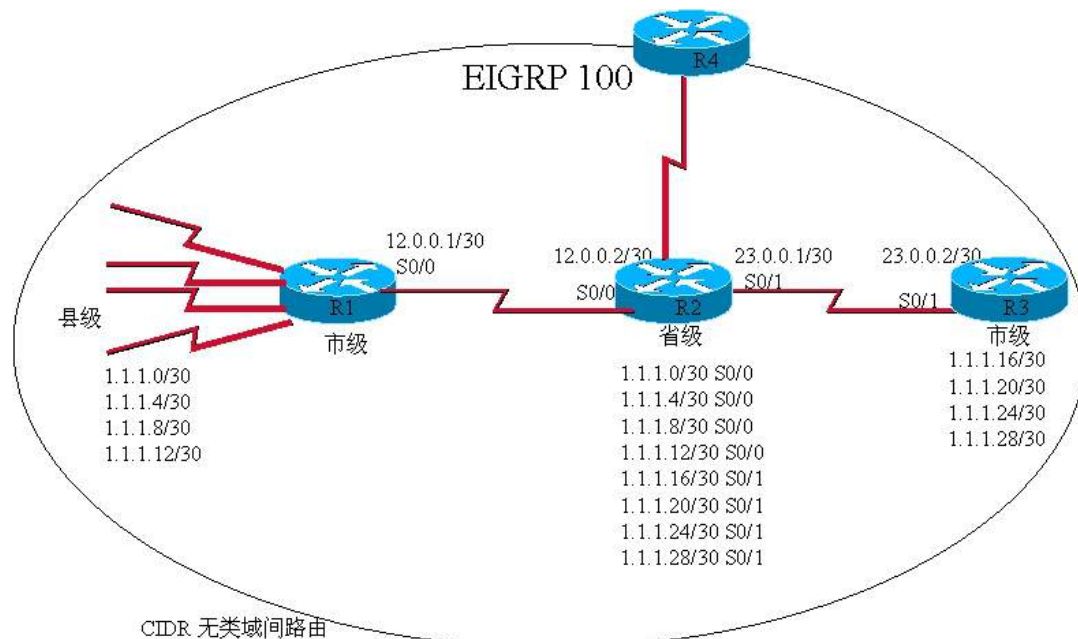 R4
EIGRP 100
12.0.0.1/30
S0/0
12.0.0.2/30
S0/0
23.0.0.1/30
S0/1
23.0.0.2/30
S0/1
县级
R1
市级
R2
省级
R3
市级
1.1.1.0/30
1.1.1.4/30
1.1.1.8/30
1.1.1.12/30
1.1.1.0/30 S0/0
1.1.1.4/30 S0/0
1.1.1.8/30 S0/0
1.1.1.12/30 S0/0
1.1.1.16/30 S0/1
1.1.1.20/30 S0/1
1.1.1.24/30 S0/1
1.1.1.28/30 S0/1
1.1.1.16/30
1.1.1.20/30
1.1.1.24/30
1.1.1.28/30
CIDR 无类域间路由